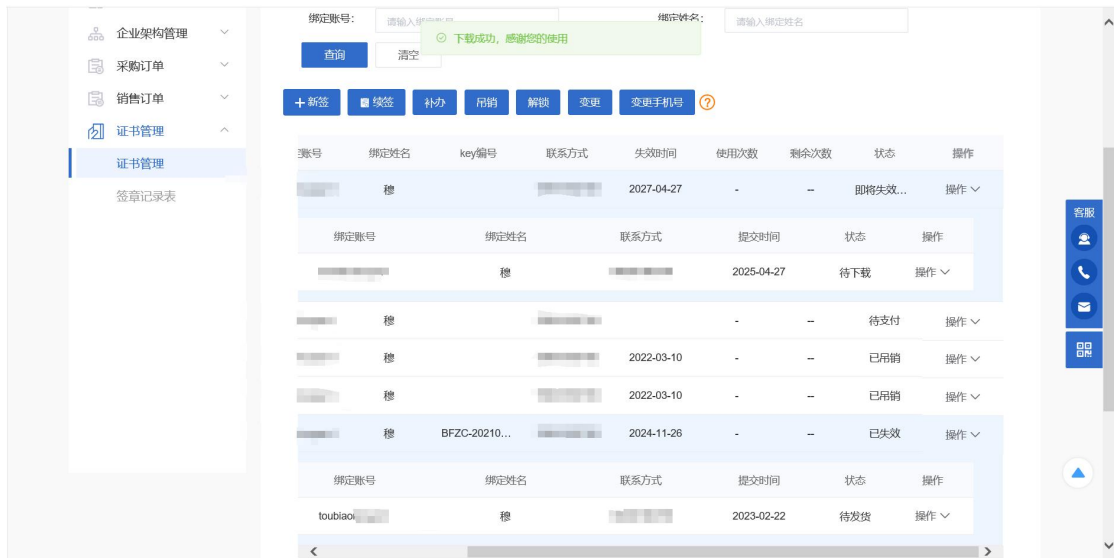 绑定账号： 绑定姓名： 请输入绑定姓名
下载成功，感谢您的使用
企业架构管理
查询 清空
采购订单
销售订单
新签 续签 补办 吊销 解锁 变更 变更手机号 ?
证书管理
证书管理
签章记录表
账号 绑定姓名 key编号 联系方式 失效时间 使用次数 剩余次数 状态 操作
穆 2027-04-27 - -- 即将失效... 操作
绑定账号 绑定姓名 联系方式 提交时间 状态 操作
穆 2025-04-27 待下载 操作
穆 - -- 待支付 操作
穆 2022-03-10 - -- 已吊销 操作
穆 2022-03-10 - -- 已吊销 操作
穆 BFZC-20210... 2024-11-26 - -- 已失效 操作
绑定账号 绑定姓名 联系方式 提交时间 状态 操作
toubiao 穆 2023-02-22 待发货 操作
客服